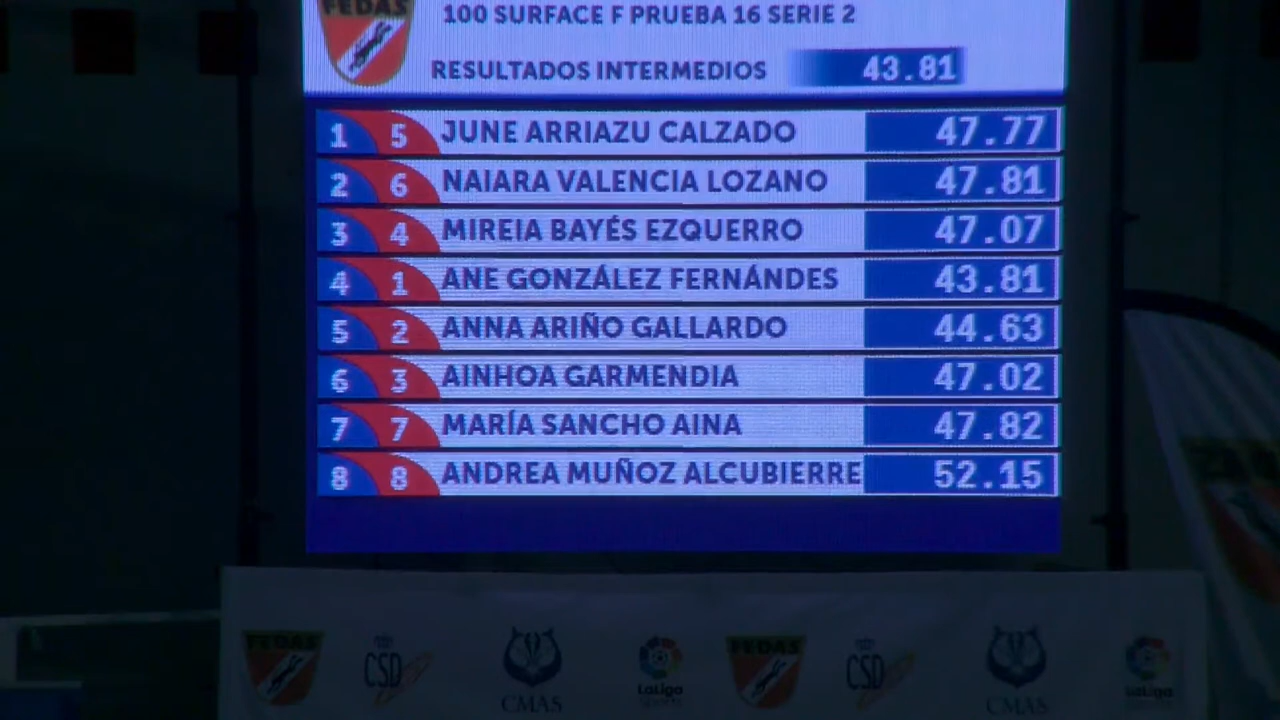 FEDAS
100 SURFACE F PRUEBA 16 SERIE 2
RESULTADOS INTERMEDIOS 43.81
1 5 JUNE ARRIAZU CALZADO 47.77
2 6 NAIARA VALENCIA LOZANO 47.81
3 4 MIREIA BAYÉS EZQUERRO 47.07
4 1 ANE GONZÁLEZ FERNÁNDES 43.81
5 2 ANNA ARIÑO GALLARDO 44.63
6 3 AINHOA GARMENDIA 47.02
7 7 MARÍA SANCHO AINA 47.82
8 8 ANDREA MUÑOZ ALCUBIERRE 52.15
FEDAS CSD CMAS LaLiga FEDAS CSD CMAS LaLiga